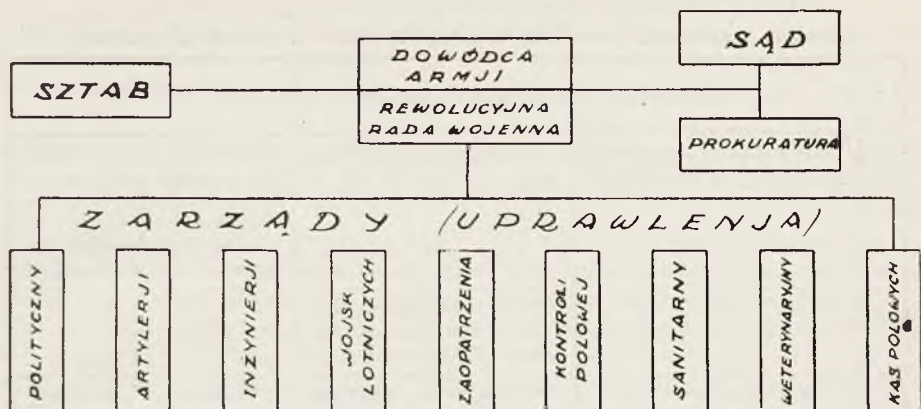 SZTAB
DOWÓDCA
ARMJI
REWOLUCYJNA
RADA WOJENNA
SĄD
PROKURATURA
ZARZĄDY (UPRAWLENJA)
POLITYCZNY
ARTYLERJI
INŻYNIERJI
WOJSK
LOTNICZYCH
ZAOPATRZENIA
KONTROLI
POLOWEJ
SANITARNY
WETERYNARYJNY
KAS POLOWYCH